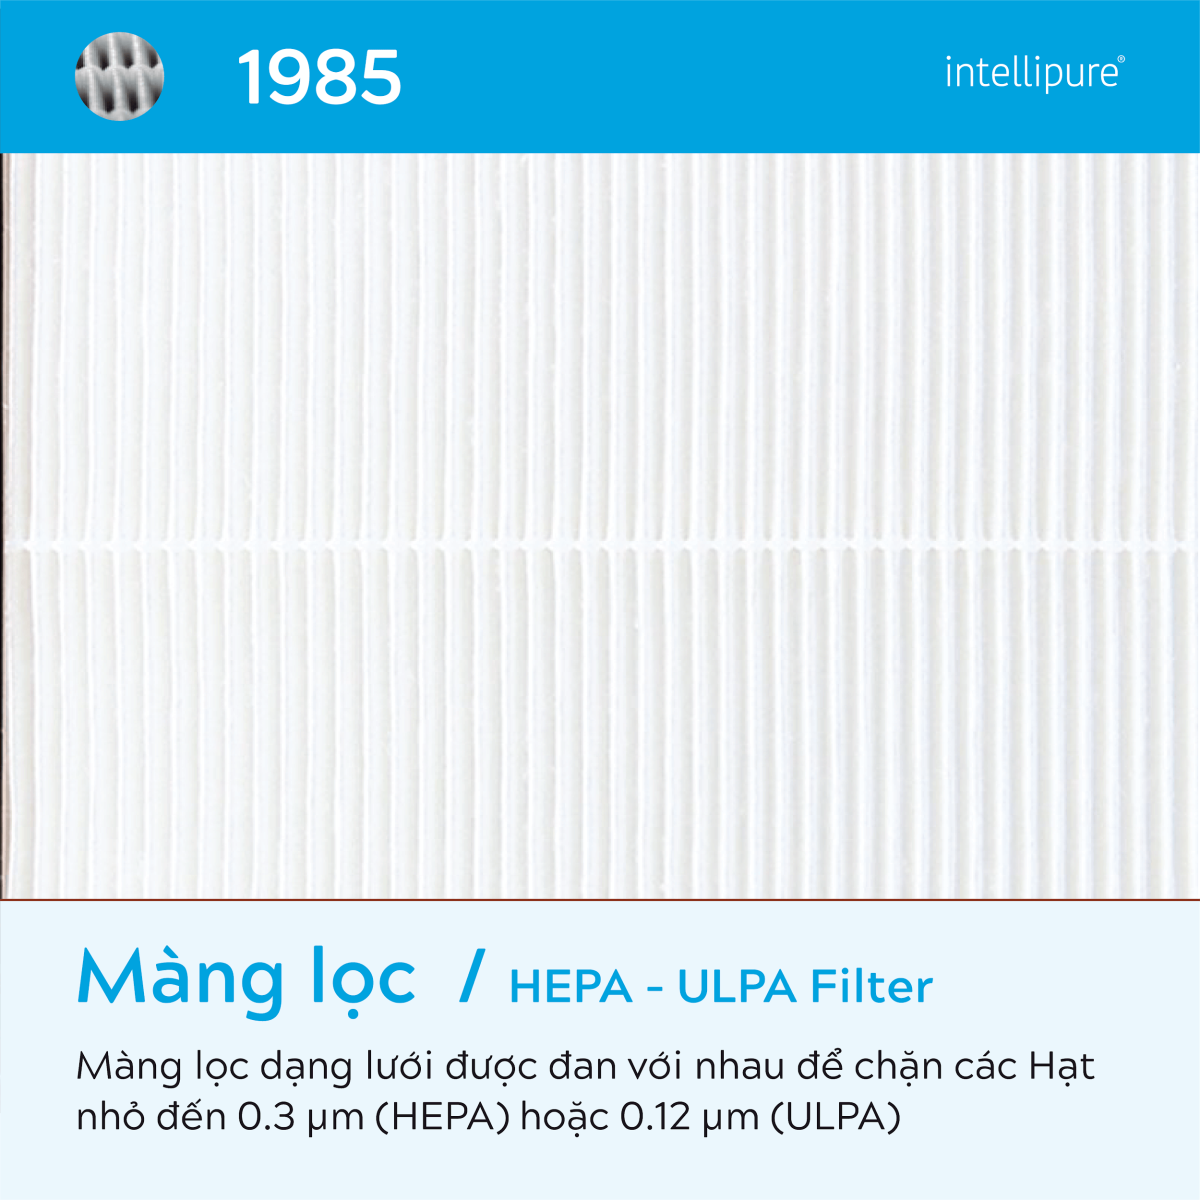 1985
intellipure®
Màng lọc / HEPA - ULPA Filter
Màng lọc dạng lưới được đan với nhau để chặn các Hạt
nhỏ đến 0.3 µm (HEPA) hoặc 0.12 µm (ULPA)